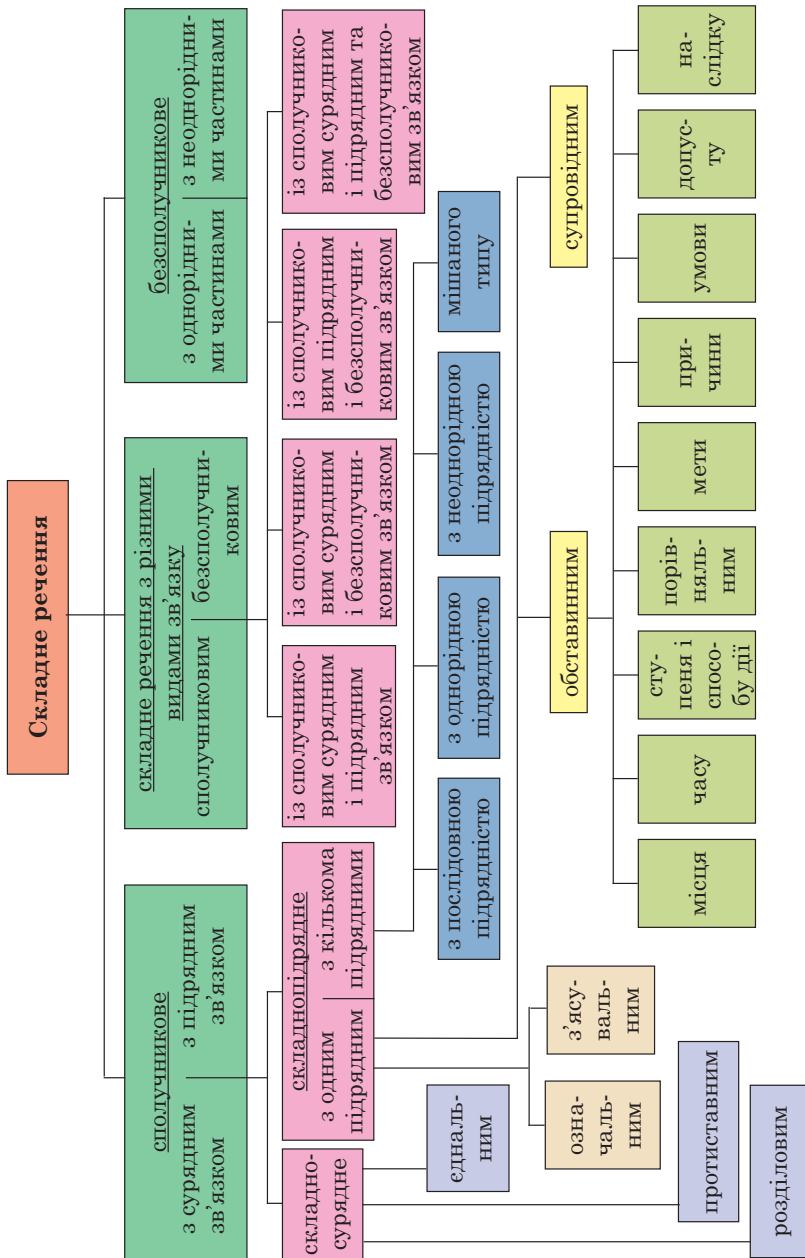 Складне речення
сполучникове
з сурядним
зв’язком
з підрядним
зв’язком
складне речення з різними
видами зв’язку
сполучниковим
безсполучни-
ковим
безсполучникове
з однорідни-
ми частинами
з неоднорідни-
ми частинами
складно-
сурядне
складнопідрядне
з одним
підрядним
з кількома
підрядними
із сполучнико-
вим сурядним
і підрядним
зв’язком
із сполучнико-
вим сурядним
і безсполучни-
ковим зв’язком
із сполучнико-
вим підрядним
і безсполучни-
ковим зв’язком
із сполучнико-
вим сурядним
і підрядним та
безсполучнико-
вим зв’язком
єдналь-
ним
з послідовною
підрядністю
з однорідною
підрядністю
з неоднорідною
підрядністю
мішаного
типу
озна-
чаль-
ним
з’ясу-
валь-
ним
обставинним
супровідним
протиставним
розділовим
місця
часу
сту-
пеня і
спосо-
бу дії
порів-
няль-
ним
мети
при-
чини
умови
допус-
ту
на-
слідку